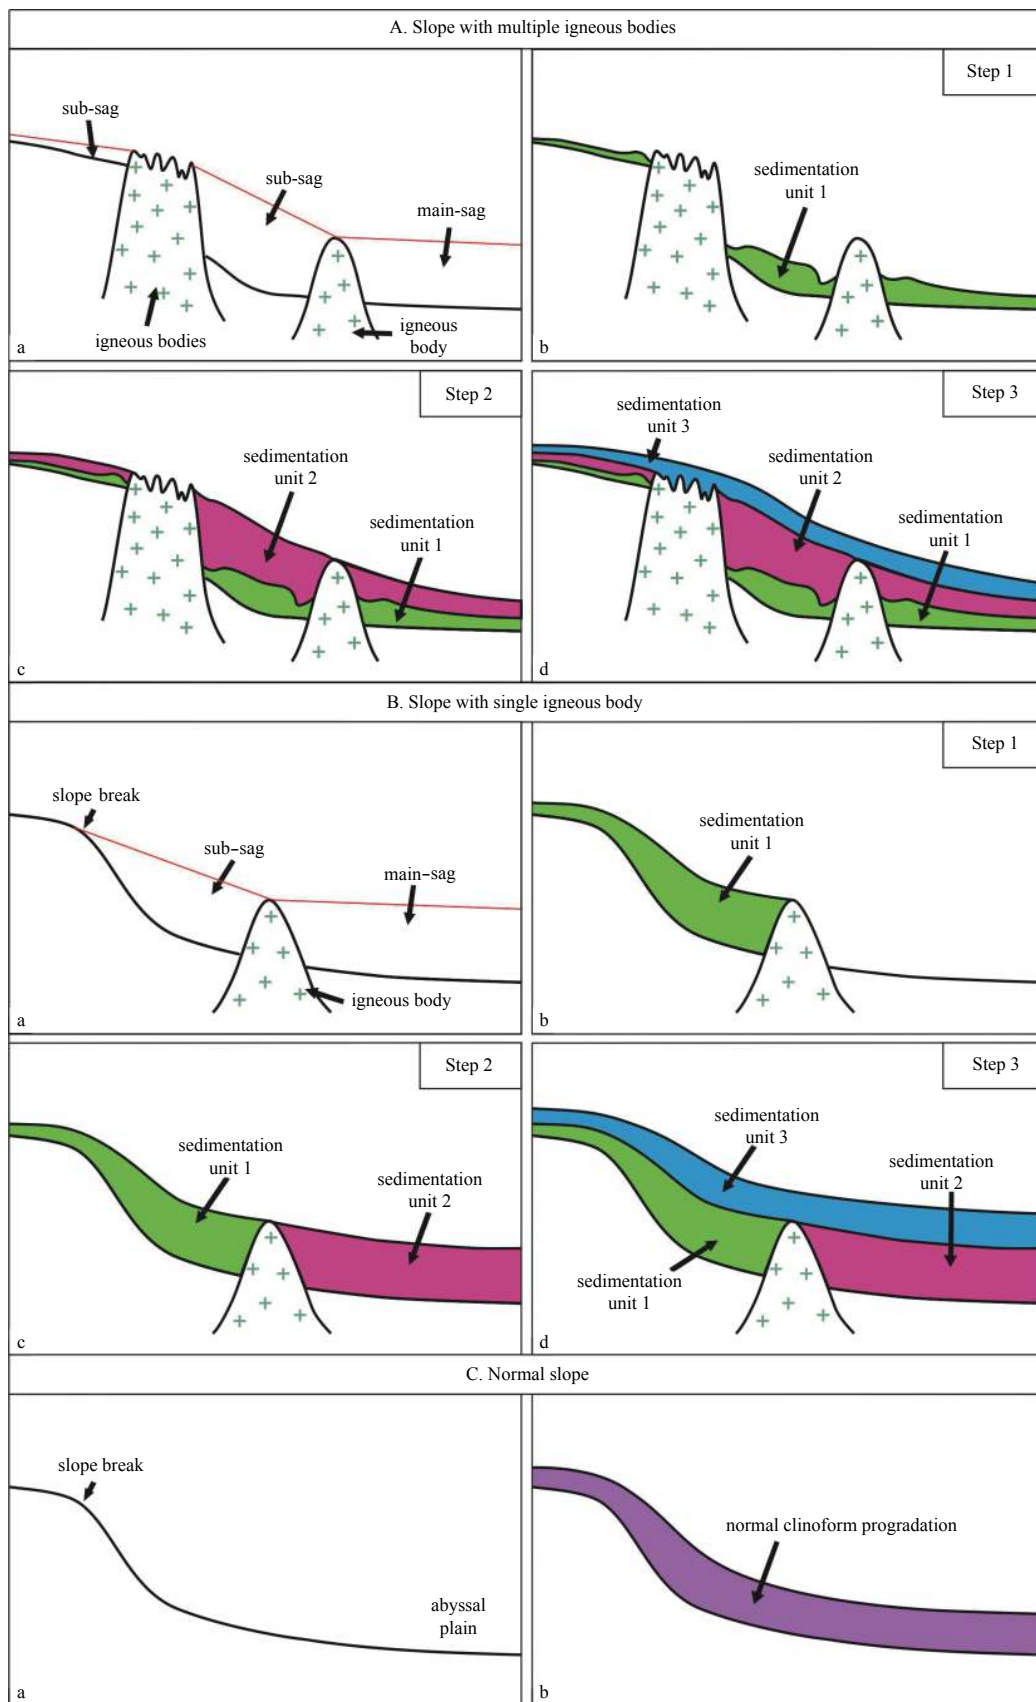 A. Slope with multiple igneous bodies
sub-sag
sub-sag
main-sag
igneous bodies
igneous
body
a
Step 1
sedimentation
unit 1
b
Step 2
sedimentation
unit 2
sedimentation
unit 1
c
Step 3
sedimentation
unit 3
sedimentation
unit 2
sedimentation
unit 1
d
B. Slope with single igneous body
slope break
sub-sag
main-sag
igneous body
a
Step 1
sedimentation
unit 1
b
Step 2
sedimentation
unit 1
sedimentation
unit 2
c
Step 3
sedimentation
unit 3
sedimentation
unit 2
sedimentation
unit 1
d
C. Normal slope
slope break
abyssal
plain
a
normal clinoform progradation
b